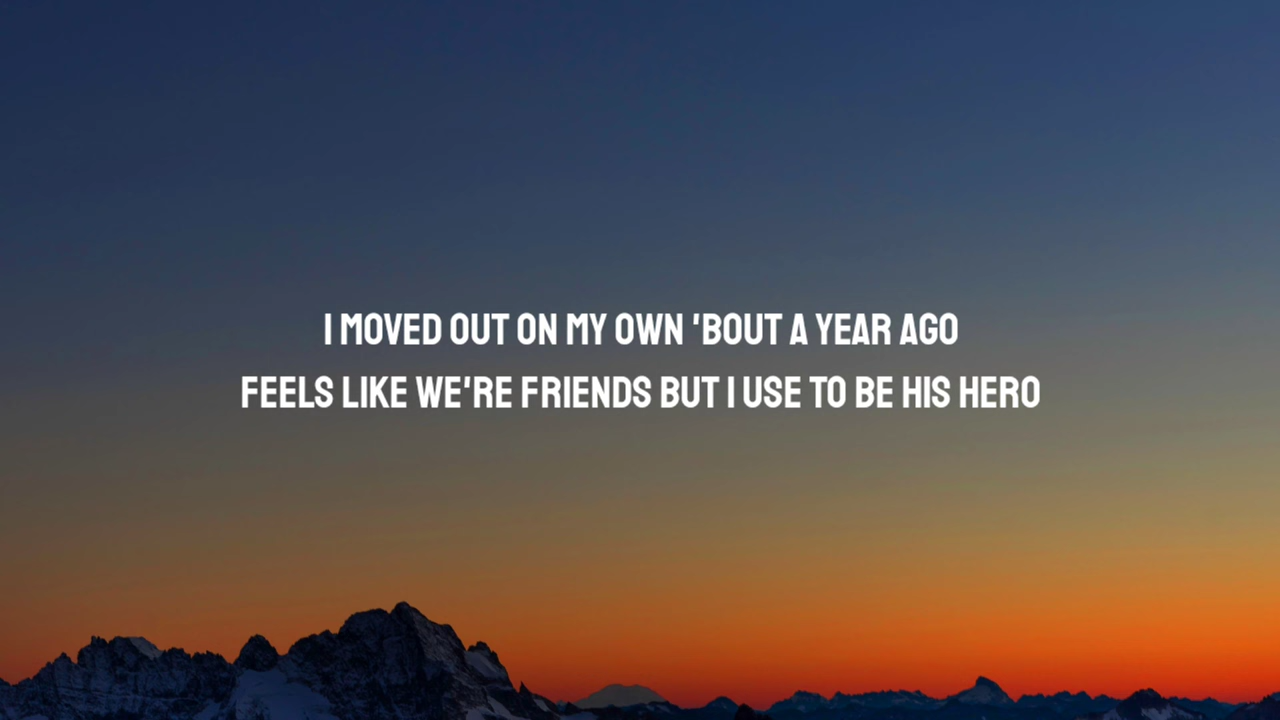 I MOVED OUT ON MY OWN 'BOUT A YEAR AGO
FEELS LIKE WE'RE FRIENDS BUT I USE TO BE HIS HERO